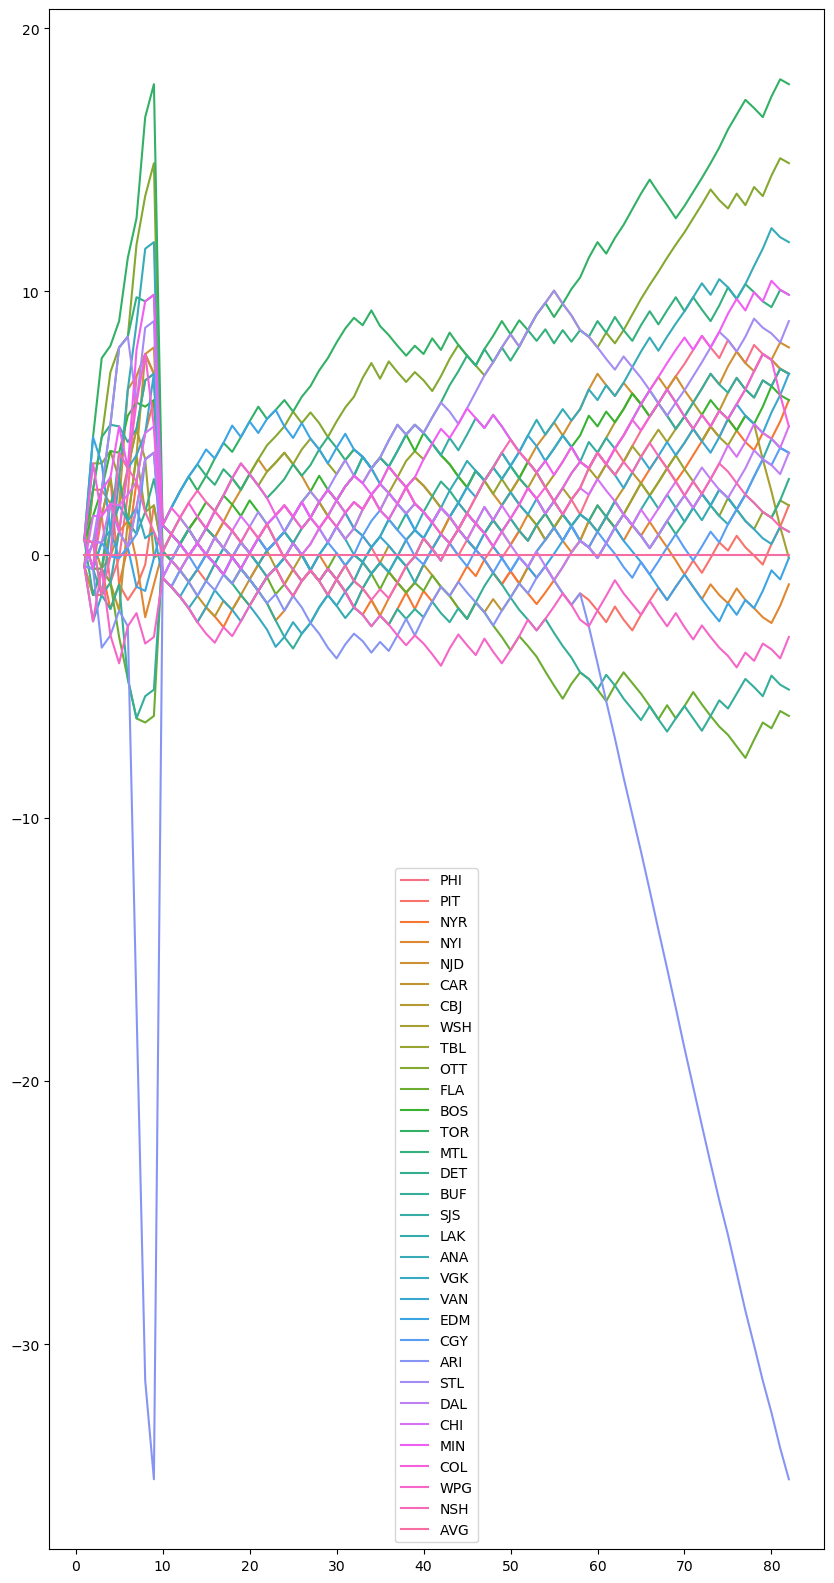 20
10
0
−10
−20
−30
PHI
PIT
NYR
NYI
NJD
CAR
CBJ
WSH
TBL
OTT
FLA
BOS
TOR
MTL
DET
BUF
SJS
LAK
ANA
VGK
VAN
EDM
CGY
ARI
STL
DAL
CHI
MIN
COL
WPG
NSH
AVG
0 10 20 30 40 50 60 70 80